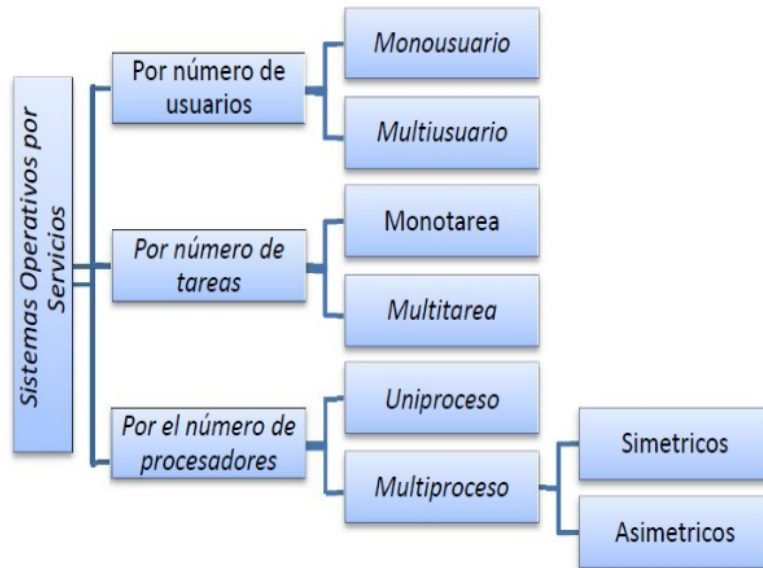 Sistemas Operativos por
Servicios
Por número de
usuarios
Monousuario
Multiusuario
Por número de
tareas
Monotarea
Multitarea
Por el número de
procesadores
Uniproceso
Multiproceso
Simetricos
Asimetricos